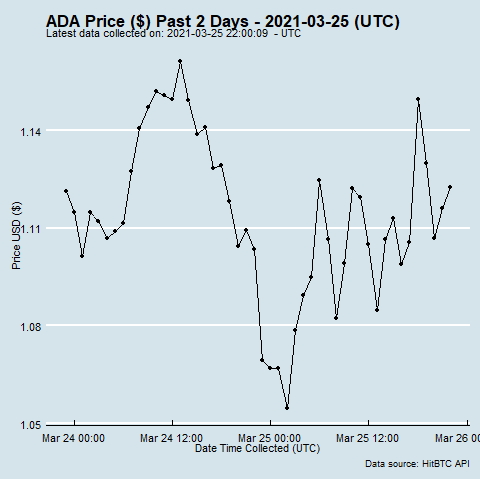 ADA Price ($) Past 2 Days - 2021-03-25 (UTC)
Latest data collected on: 2021-03-25 22:00:09 - UTC
1.14
1.11
1.08
1.05
Price USD ($)
Mar 24 00:00 Mar 24 12:00 Mar 25 00:00 Mar 25 12:00 Mar 26 0
Date Time Collected (UTC)
Data source: HitBTC API